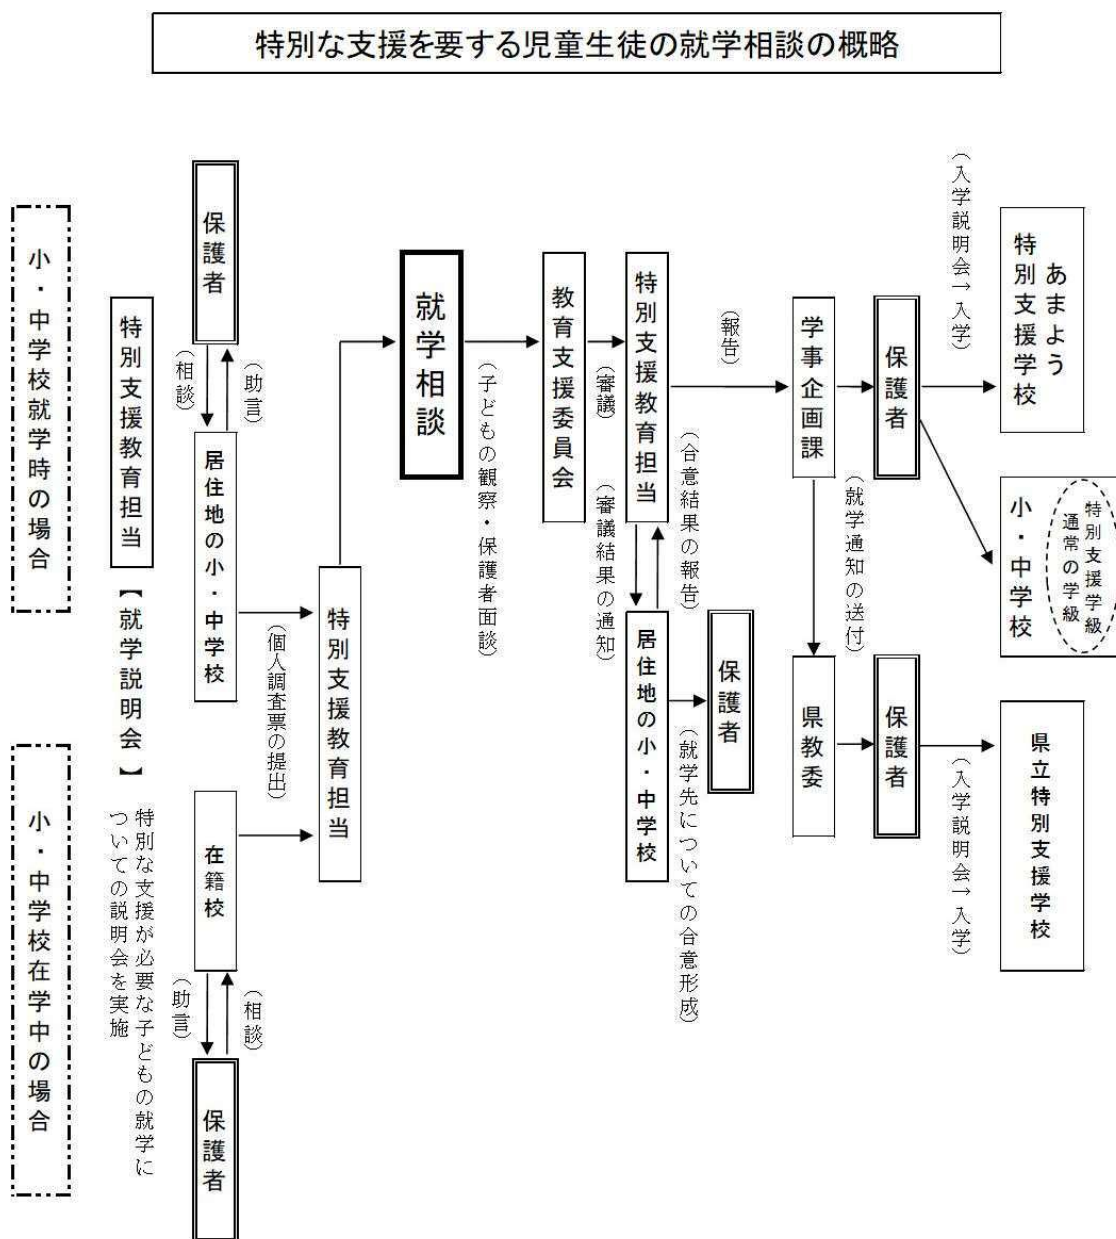 特別な支援を要する児童生徒の就学相談の概略
小・中学校就学時の場合
小・中学校在学中の場合
特別支援教育担当
【就学説明会】
特別な支援が必要な子どもの就学に
ついての説明会を実施
保護者
(相談)
(助言)
居住地の小・中学校
(個人調査票の提出)
在籍校
(助言)
(相談)
保護者
特別支援教育担当
就学相談
(子どもの観察・保護者面談)
教育支援委員会
(審議)
特別支援教育担当
(審議結果の通知)
(合意結果の報告)
居住地の小・中学校
(就学先についての合意形成)
保護者
(報告)
学事企画課
(就学通知の送付)
保護者
県教委
保護者
(入学説明会→入学)
あまよう
特別支援学校
小・中学校
特別支援学級
通常の学級
(入学説明会→入学)
県立特別支援学校